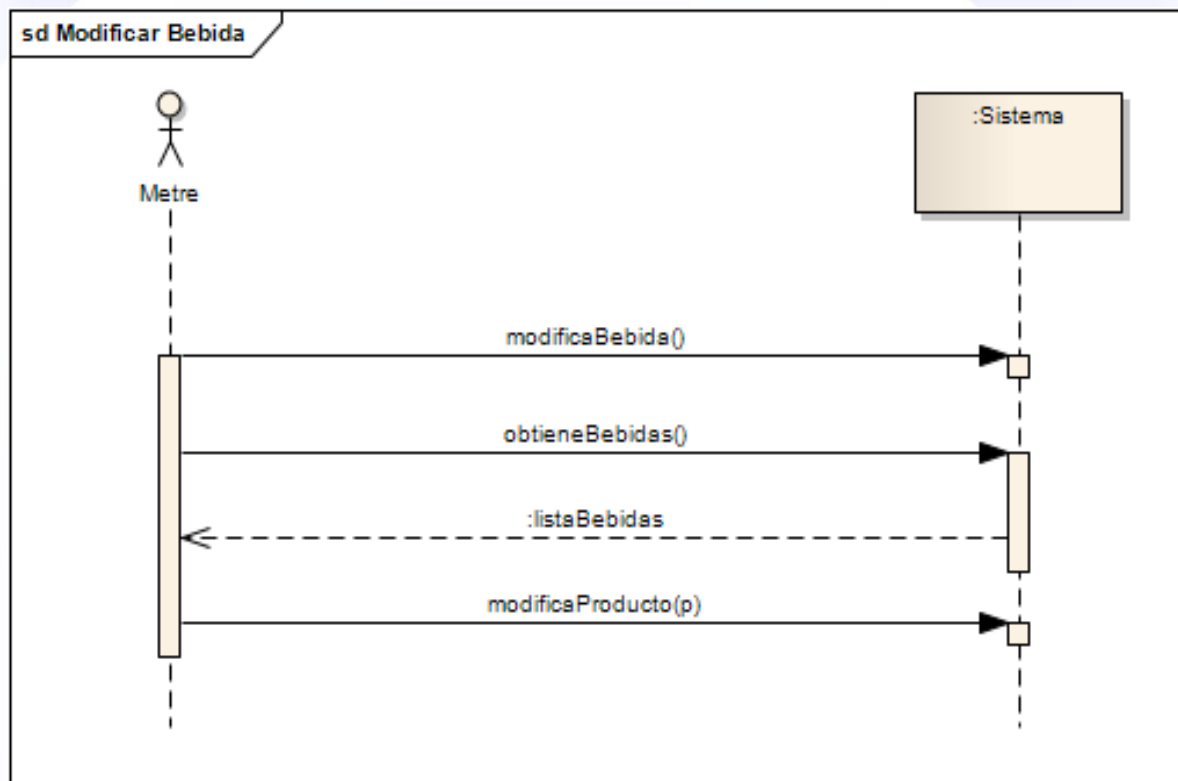 sd Modificar Bebida
:Sistema
Metre
modificaBebida()
obtieneBebidas()
:listaBebidas
modificaProducto(p)